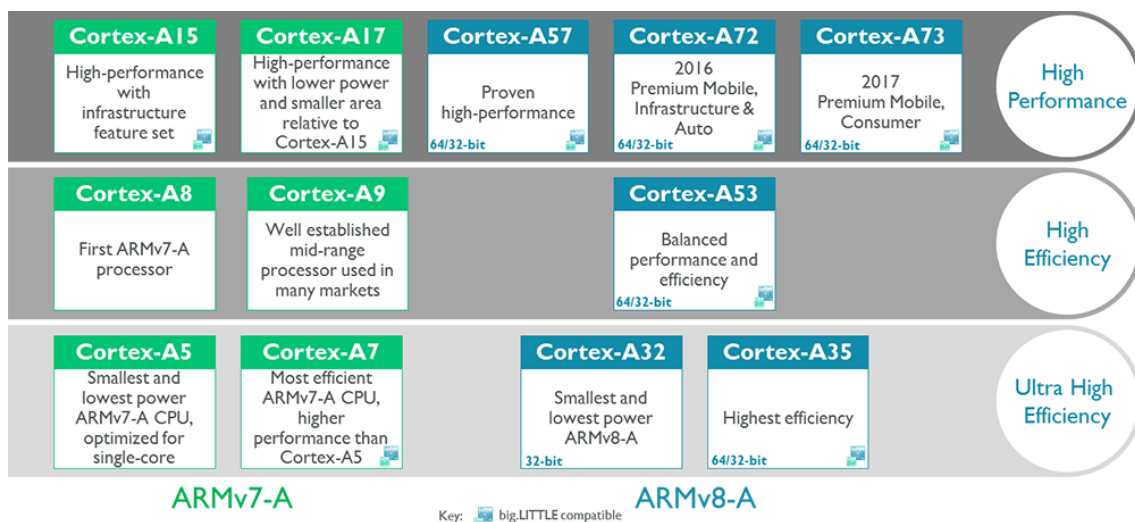 Cortex-A15
High-performance
with
infrastructure
feature set
Cortex-A17
High-performance
with lower power
and smaller area
relative to
Cortex-A15
Cortex-A57
Proven
high-performance
64/32-bit
Cortex-A72
2016
Premium Mobile,
Infrastructure &
Auto
64/32-bit
Cortex-A73
2017
Premium Mobile,
Consumer
64/32-bit
High
Performance
Cortex-A8
First ARMv7-A
processor
Cortex-A9
Well established
mid-range
processor used in
many markets
Cortex-A53
Balanced
performance and
efficiency
64/32-bit
High
Efficiency
Cortex-A5
Smallest and
lowest power
ARMv7-A CPU,
optimized for
single-core
Cortex-A7
Most efficient
ARMv7-A CPU,
higher
performance than
Cortex-A5
Cortex-A32
Smallest and
lowest power
ARMv8-A
32-bit
Cortex-A35
Highest efficiency
64/32-bit
Ultra High
Efficiency
ARMv7-A
ARMv8-A
Key: big.LITTLE compatible